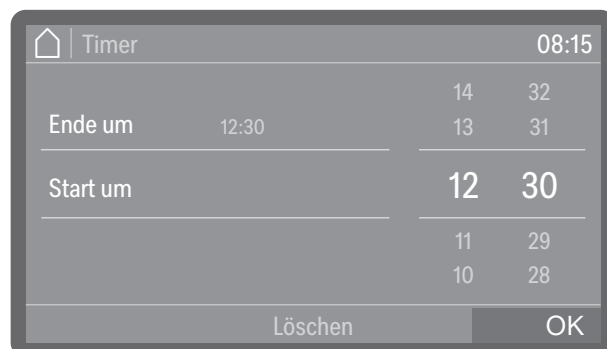 Timer 08:15
14 32
Ende um 12:30 13 31
Start um 12 30
11 29
10 28
Löschen OK